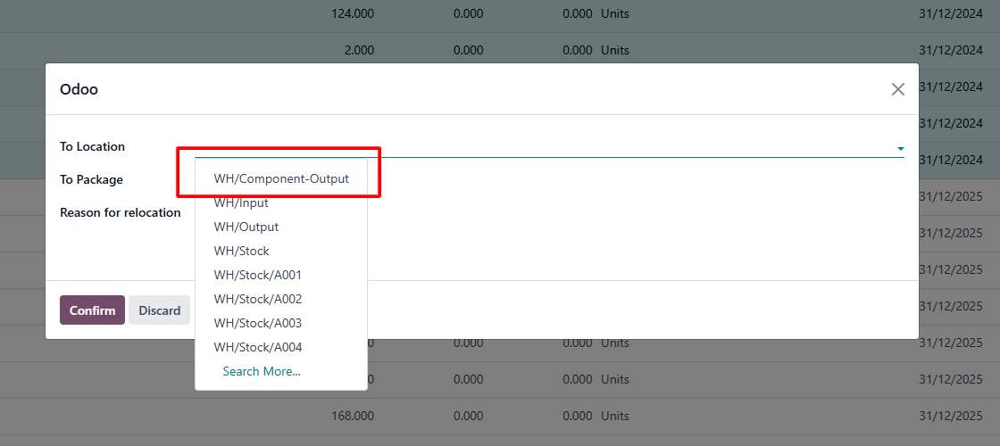 124.000 0.000 0.000 Units 31/12/2024
2.000 0.000 0.000 Units 31/12/2024
Odoo
31/12/2024
31/12/2024
To Location
31/12/2024
WH/Component-Output
To Package
31/12/2025
WH/Input
Reason for relocation
31/12/2025
WH/Output
WH/Stock
31/12/2025
WH/Stock/A001
WH/Stock/A002
Confirm Discard
31/12/2025
WH/Stock/A003
WH/Stock/A004
0 0.000 0.000 Units 31/12/2025
Search More...
0 0.000 0.000 Units 31/12/2025
168.000 0.000 0.000 Units 31/12/2025